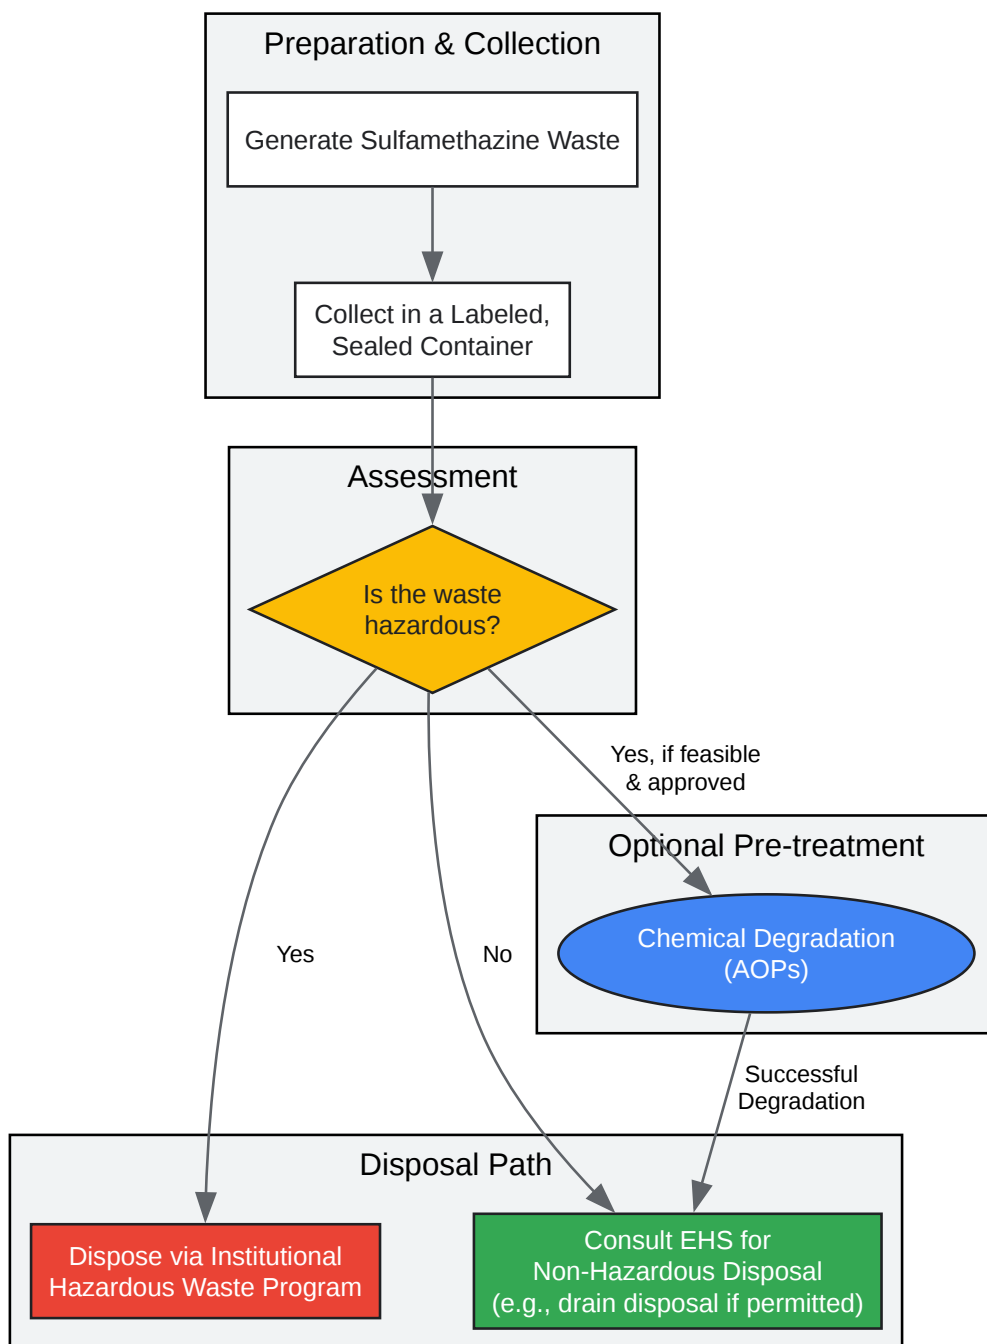 Preparation & Collection
Generate Sulfamethazine Waste
Collect in a Labeled,
Sealed Container
Assessment
Is the waste
hazardous?
Yes, if feasible
& approved
Optional Pre-treatment
Chemical Degradation
(AOPs)
Yes
No
Successful
Degradation
Disposal Path
Dispose via Institutional
Hazardous Waste Program
Consult EHS for
Non-Hazardous Disposal
(e.g., drain disposal if permitted)